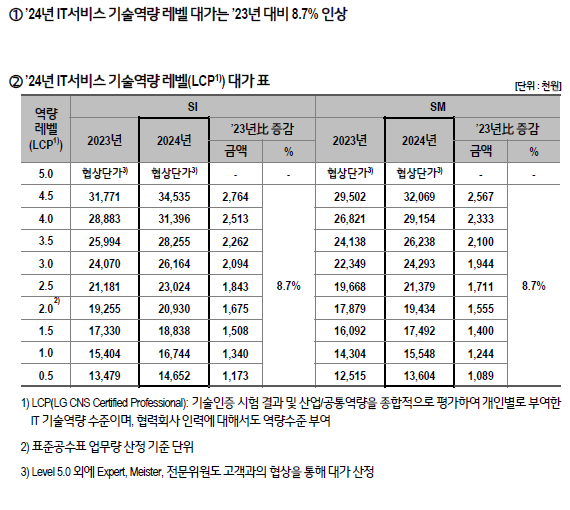 ① ’24년 IT서비스 기술역량 레벨 대가는 ’23년 대비 8.7% 인상
② ’24년 IT서비스 기술역량 레벨(LCP1)) 대가 표
[단위 : 천원]
역량 레벨 (LCP1)) SI SM
2023년 2024년 ’23년比 증감 2023년 2024년 ’23년比 증감
금액 % 금액 %
5.0 협상단가3) 협상단가3) - - 협상단가3) 협상단가3) - -
4.5 31,771 34,535 2,764 29,502 32,069 2,567
4.0 28,883 31,396 2,513 26,821 29,154 2,333
3.5 25,994 28,255 2,262 24,138 26,238 2,100
3.0 24,070 26,164 2,094 22,349 24,293 1,944
2.5 21,181 23,024 1,843 8.7% 19,668 21,379 1,711 8.7%
2.02) 19,255 20,930 1,675 17,879 19,434 1,555
1.5 17,330 18,838 1,508 16,092 17,492 1,400
1.0 15,404 16,744 1,340 14,304 15,548 1,244
0.5 13,479 14,652 1,173 12,515 13,604 1,089
1) LCP(LG CNS Certified Professional): 기술인증 시험 결과 및 산업/공통역량을 종합적으로 평가하여 개인별로 부여한
IT 기술역량 수준이며, 협력회사 인력에 대해서도 역량수준 부여
2) 표준공수표 업무량 산정 기준 단위
3) Level 5.0 외에 Expert, Meister, 전문위원도 고객과의 협상을 통해 대가 산정